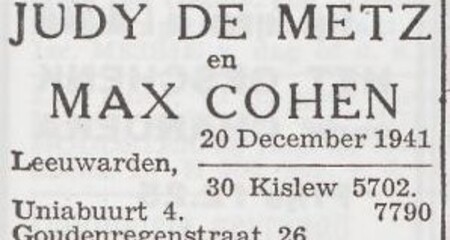 JUDY DE METZ
en
MAX COHEN
20 December 1941
Leeuwarden,
30 Kislew 5702.
Uniabuurt 4. 7790
Goudenregenstraat 26